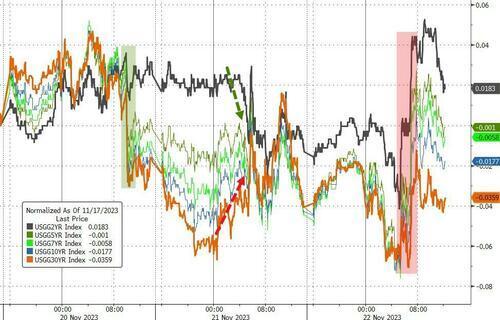 0.06
0.04
0.0183
-0.001
-0.0058
-0.0177
-0.02
-0.0359
-0.04
-0.06
-0.08
Normalized As Of 11/17/2023
Last Price
USGG2YR Index 0.0183
USGG5YR Index -0.001
USGG7YR Index -0.0058
USGG10YR Index -0.0177
USGG30YR Index -0.0359
00:00 08:00 00:00 08:00 00:00 08:00
20 Nov 2023 21 Nov 2023 22 Nov 2023